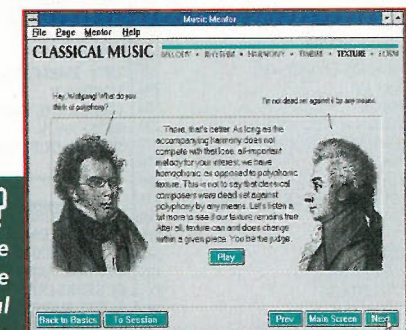 Music Mentor
File Page Mentor Help
CLASSICAL MUSIC MELODY • RHYTHM • HARMONY • TIMBRE • TEXTURE • FORM
Hey, Wolfgang! What do you
think of polyphony?
I'm not dead set against it by any means.
There, that's better. As long as the
accompanying harmony does not
compete with that lone, all-important
melody for your interest, we have
homophonic as opposed to polyphonic
texture. This is not to say that classical
composers were dead set against
polyphony by any means. Let's listen a
bit more to see if our texture remains true.
After all, texture can and does change
within a given piece. You be the judge.
Play
?
e
e
al
Back to Basics To Session Prev Main Screen Next